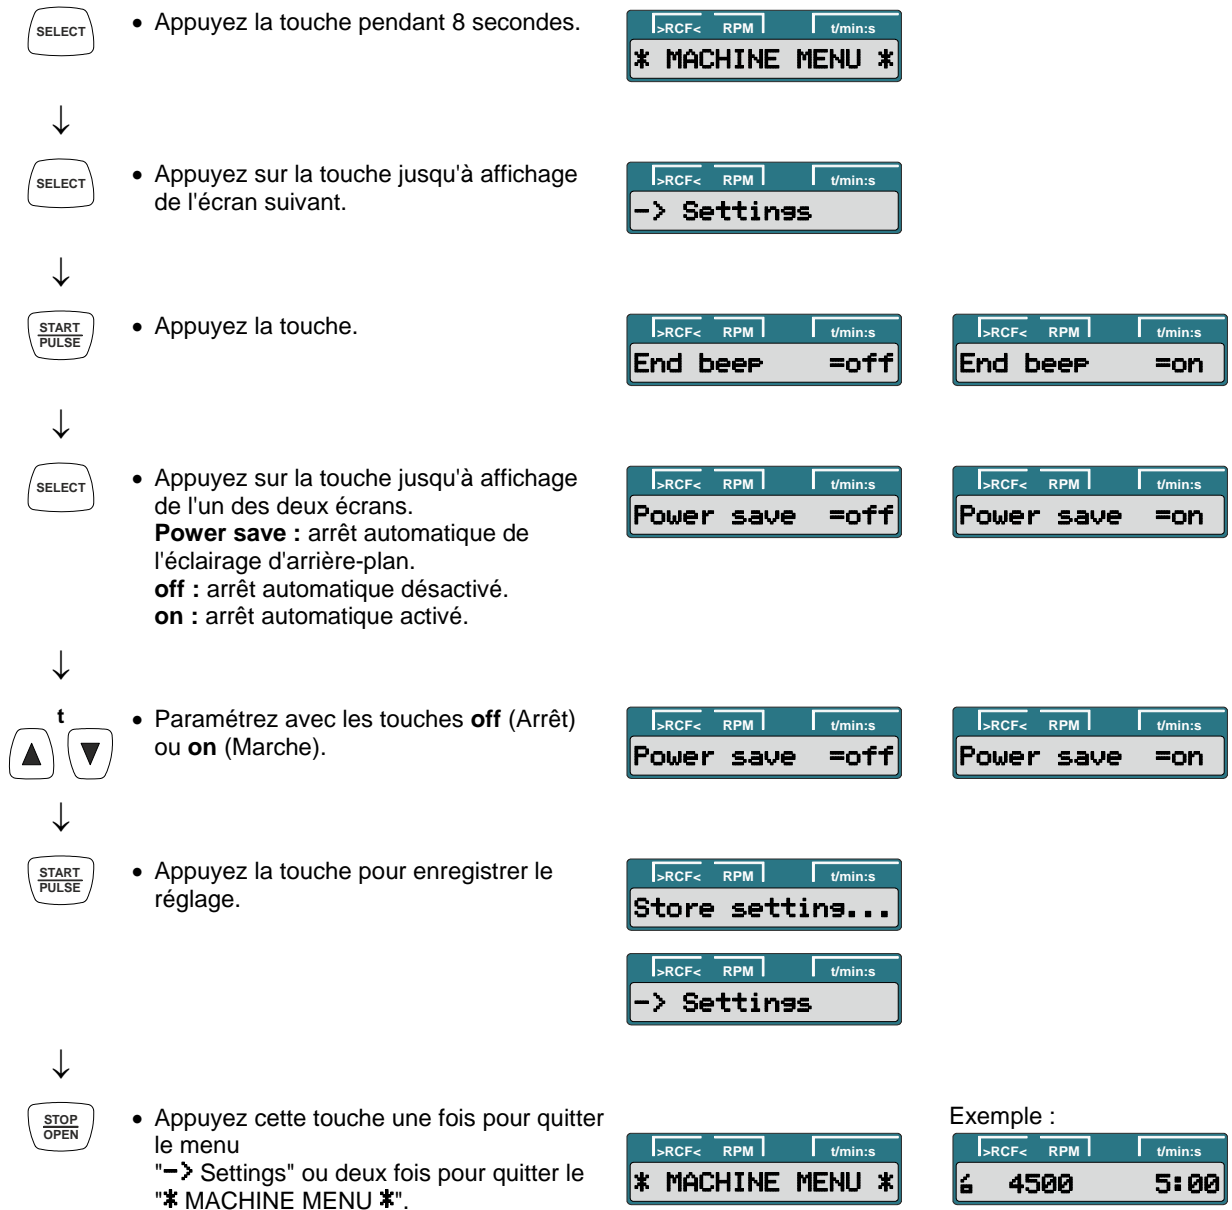 SELECT
• Appuyez la touche pendant 8 secondes.
>RCF< RPM t/min:s
* MACHINE MENU *
↓
SELECT
• Appuyez sur la touche jusqu'à affichage
de l'écran suivant.
>RCF< RPM t/min:s
-> Settings
↓
START
PULSE
• Appuyez la touche.
>RCF< RPM t/min:s
End beep =off
>RCF< RPM t/min:s
End beep =on
↓
SELECT
• Appuyez sur la touche jusqu'à affichage
de l'un des deux écrans.
Power save : arrêt automatique de
l'éclairage d'arrière-plan.
off : arrêt automatique désactivé.
on : arrêt automatique activé.
>RCF< RPM t/min:s
Power save =off
>RCF< RPM t/min:s
Power save =on
↓
t
▲ ▼
• Paramétrez avec les touches off (Arrêt)
ou on (Marche).
>RCF< RPM t/min:s
Power save =off
>RCF< RPM t/min:s
Power save =on
↓
START
PULSE
• Appuyez la touche pour enregistrer le
réglage.
>RCF< RPM t/min:s
Store setting...
>RCF< RPM t/min:s
-> Settings
↓
STOP
OPEN
• Appuyez cette touche une fois pour quitter
le menu
"-> Settings" ou deux fois pour quitter le
"* MACHINE MENU *".
>RCF< RPM t/min:s
* MACHINE MENU *
Exemple :
>RCF< RPM t/min:s
4500 5:00